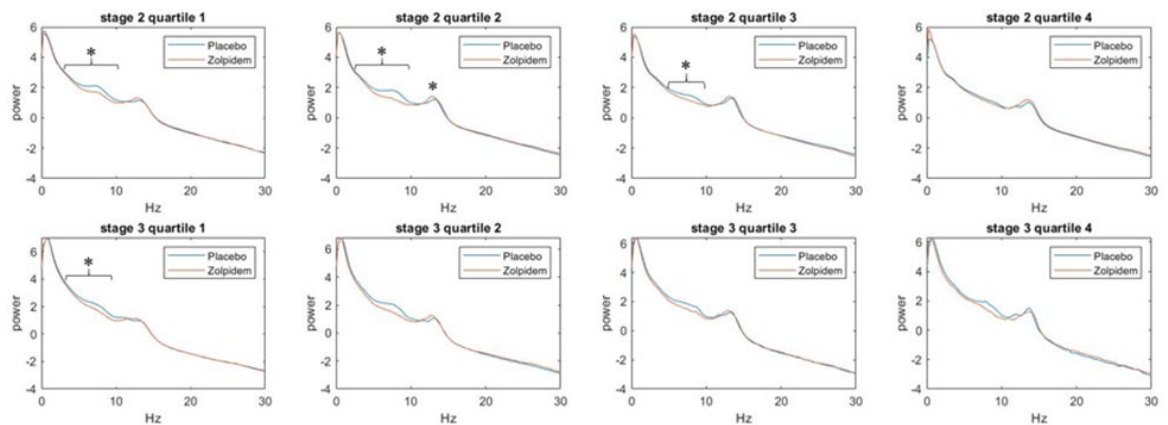 stage 2 quartile 1
6
4
2
0
-2
-4
0
10
20
30
power
Hz
Placebo
Zolpidem
*
stage 2 quartile 2
6
4
2
0
-2
-4
0
10
20
30
power
Hz
Placebo
Zolpidem
*
*
stage 2 quartile 3
6
4
2
0
-2
-4
0
10
20
30
power
Hz
Placebo
Zolpidem
*
stage 2 quartile 4
6
4
2
0
-2
-4
0
10
20
30
power
Hz
Placebo
Zolpidem
stage 3 quartile 1
6
4
2
0
-2
-4
0
10
20
30
power
Hz
Placebo
Zolpidem
*
stage 3 quartile 2
6
4
2
0
-2
-4
0
10
20
30
power
Hz
Placebo
Zolpidem
stage 3 quartile 3
6
4
2
0
-2
-4
0
10
20
30
power
Hz
Placebo
Zolpidem
stage 3 quartile 4
6
4
2
0
-2
-4
0
10
20
30
power
Hz
Placebo
Zolpidem